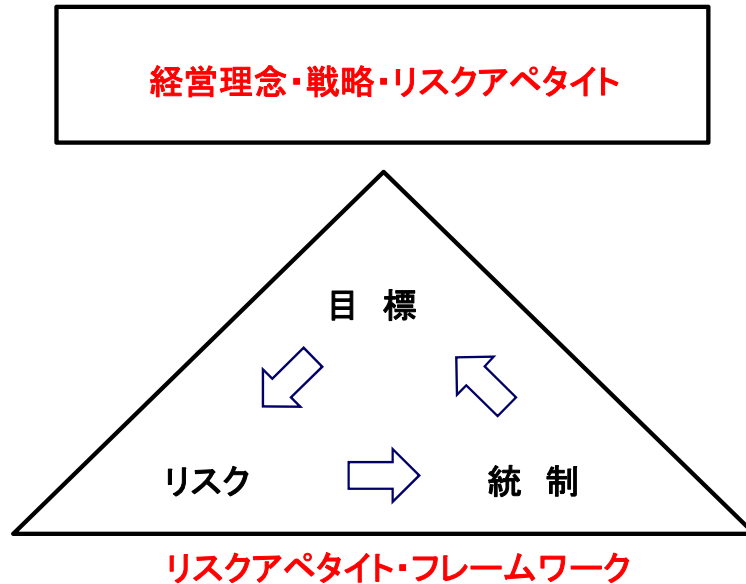 経営理念・戦略・リスクアペタイト
目 標
リスク
統 制
リスクアペタイト・フレームワーク